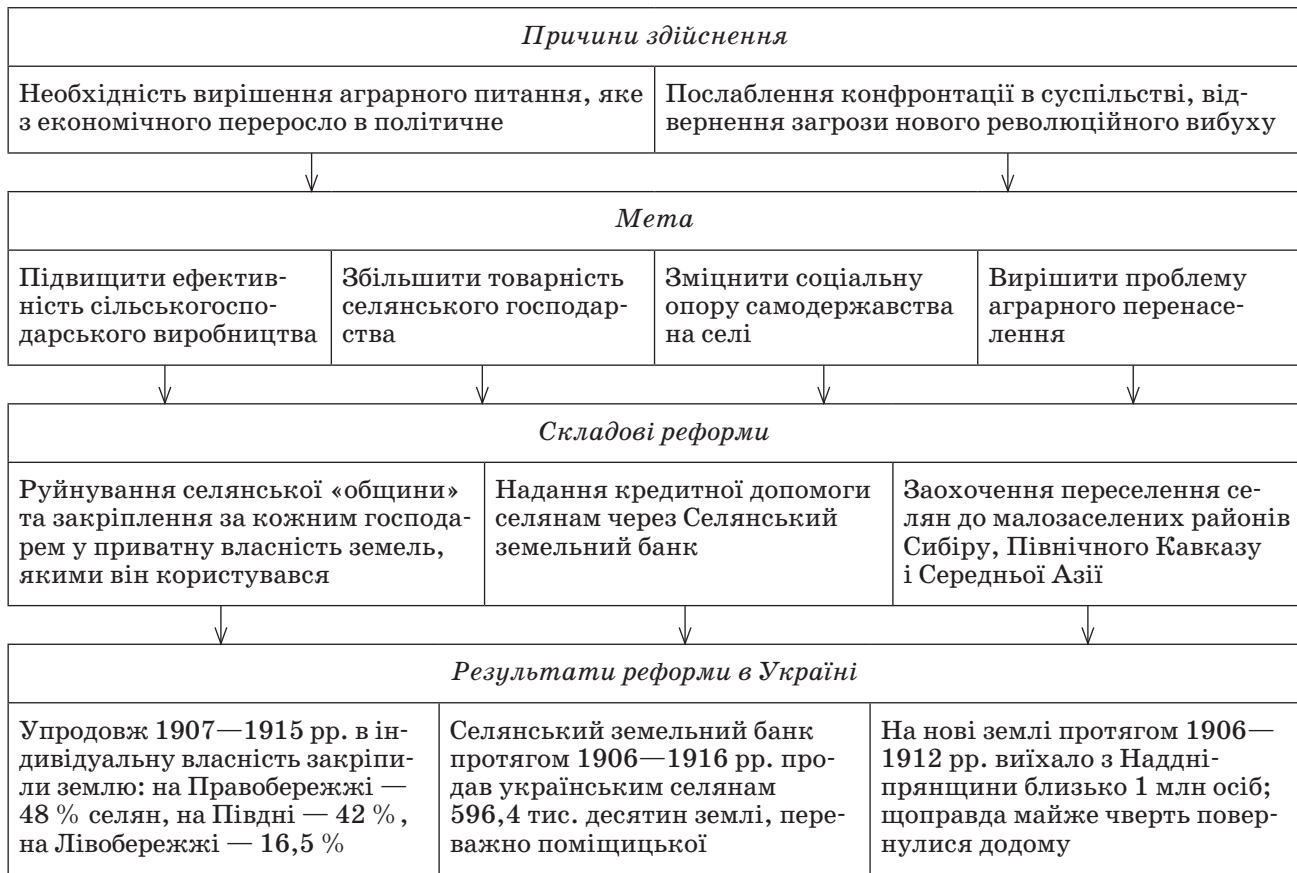 Причини здійснення
Необхідність вирішення аграрного питання, яке
з економічного переросло в політичне
Послаблення конфронтації в суспільстві, від-
вернення загрози нового революційного вибуху
Мета
Підвищити ефектив-
ність сільськогоспо-
дарського виробництва
Збільшити товарність
селянського господар-
ства
Зміцнити соціальну
опору самодержавства
на селі
Вирішити проблему
аграрного перенасе-
лення
Складові реформи
Руйнування селянської «общини»
та закріплення за кожним господа-
рем у приватну власність земель,
якими він користувався
Надання кредитної допомоги
селянам через Селянський
земельний банк
Заохочення переселення се-
лян до малозаселених районів
Сибіру, Північного Кавказу
і Середньої Азії
Результати реформи в Україні
Упродовж 1907—1915 рр. в ін-
дивідуальну власність закріпи-
ли землю: на Правобережжі —
48 % селян, на Півдні — 42 %,
на Лівобережжі — 16,5 %
Селянський земельний банк
протягом 1906—1916 рр. про-
дав українським селянам
596,4 тис. десятин землі, пере-
важно поміщицької
На нові землі протягом 1906—
1912 рр. виїхало з Наддні-
прянщини близько 1 млн осіб;
щоправда майже чверть повер-
нулися додому